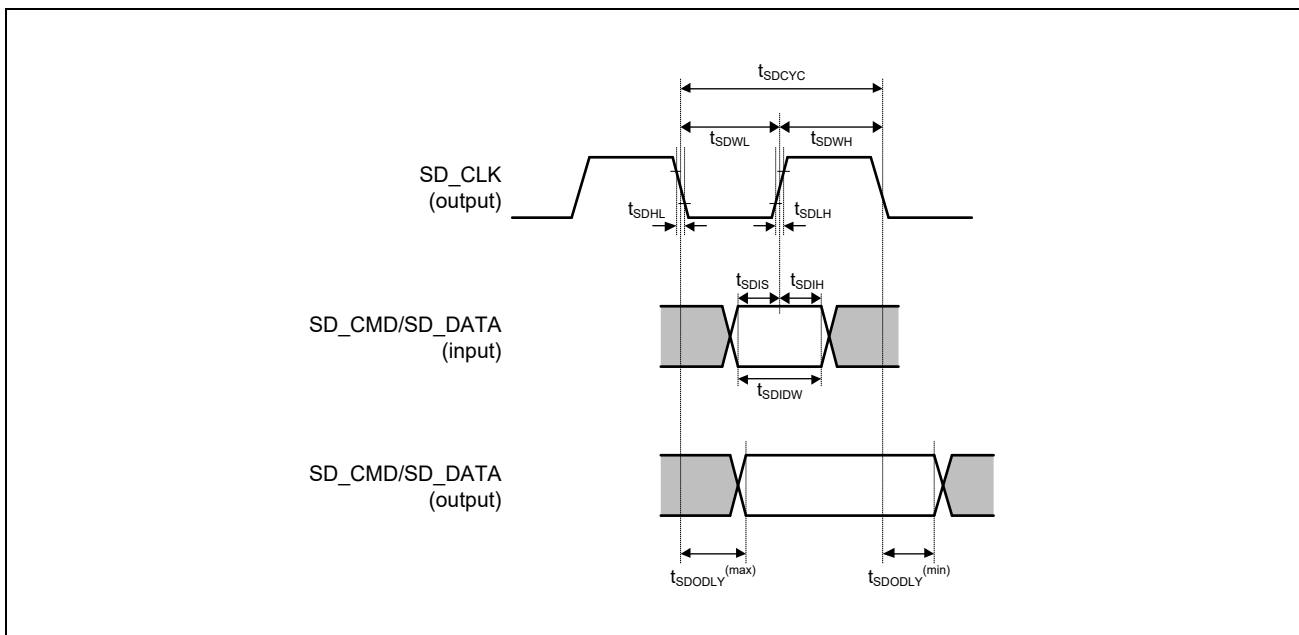 tSDCYC
tSDWL
tSDWH
SD_CLK
(output)
tSDHL
tSDLH
tSDIS
tSDIH
SD_CMD/SD_DATA
(input)
tSDIDW
SD_CMD/SD_DATA
(output)
tSDODLY(max)
tSDODLY(min)